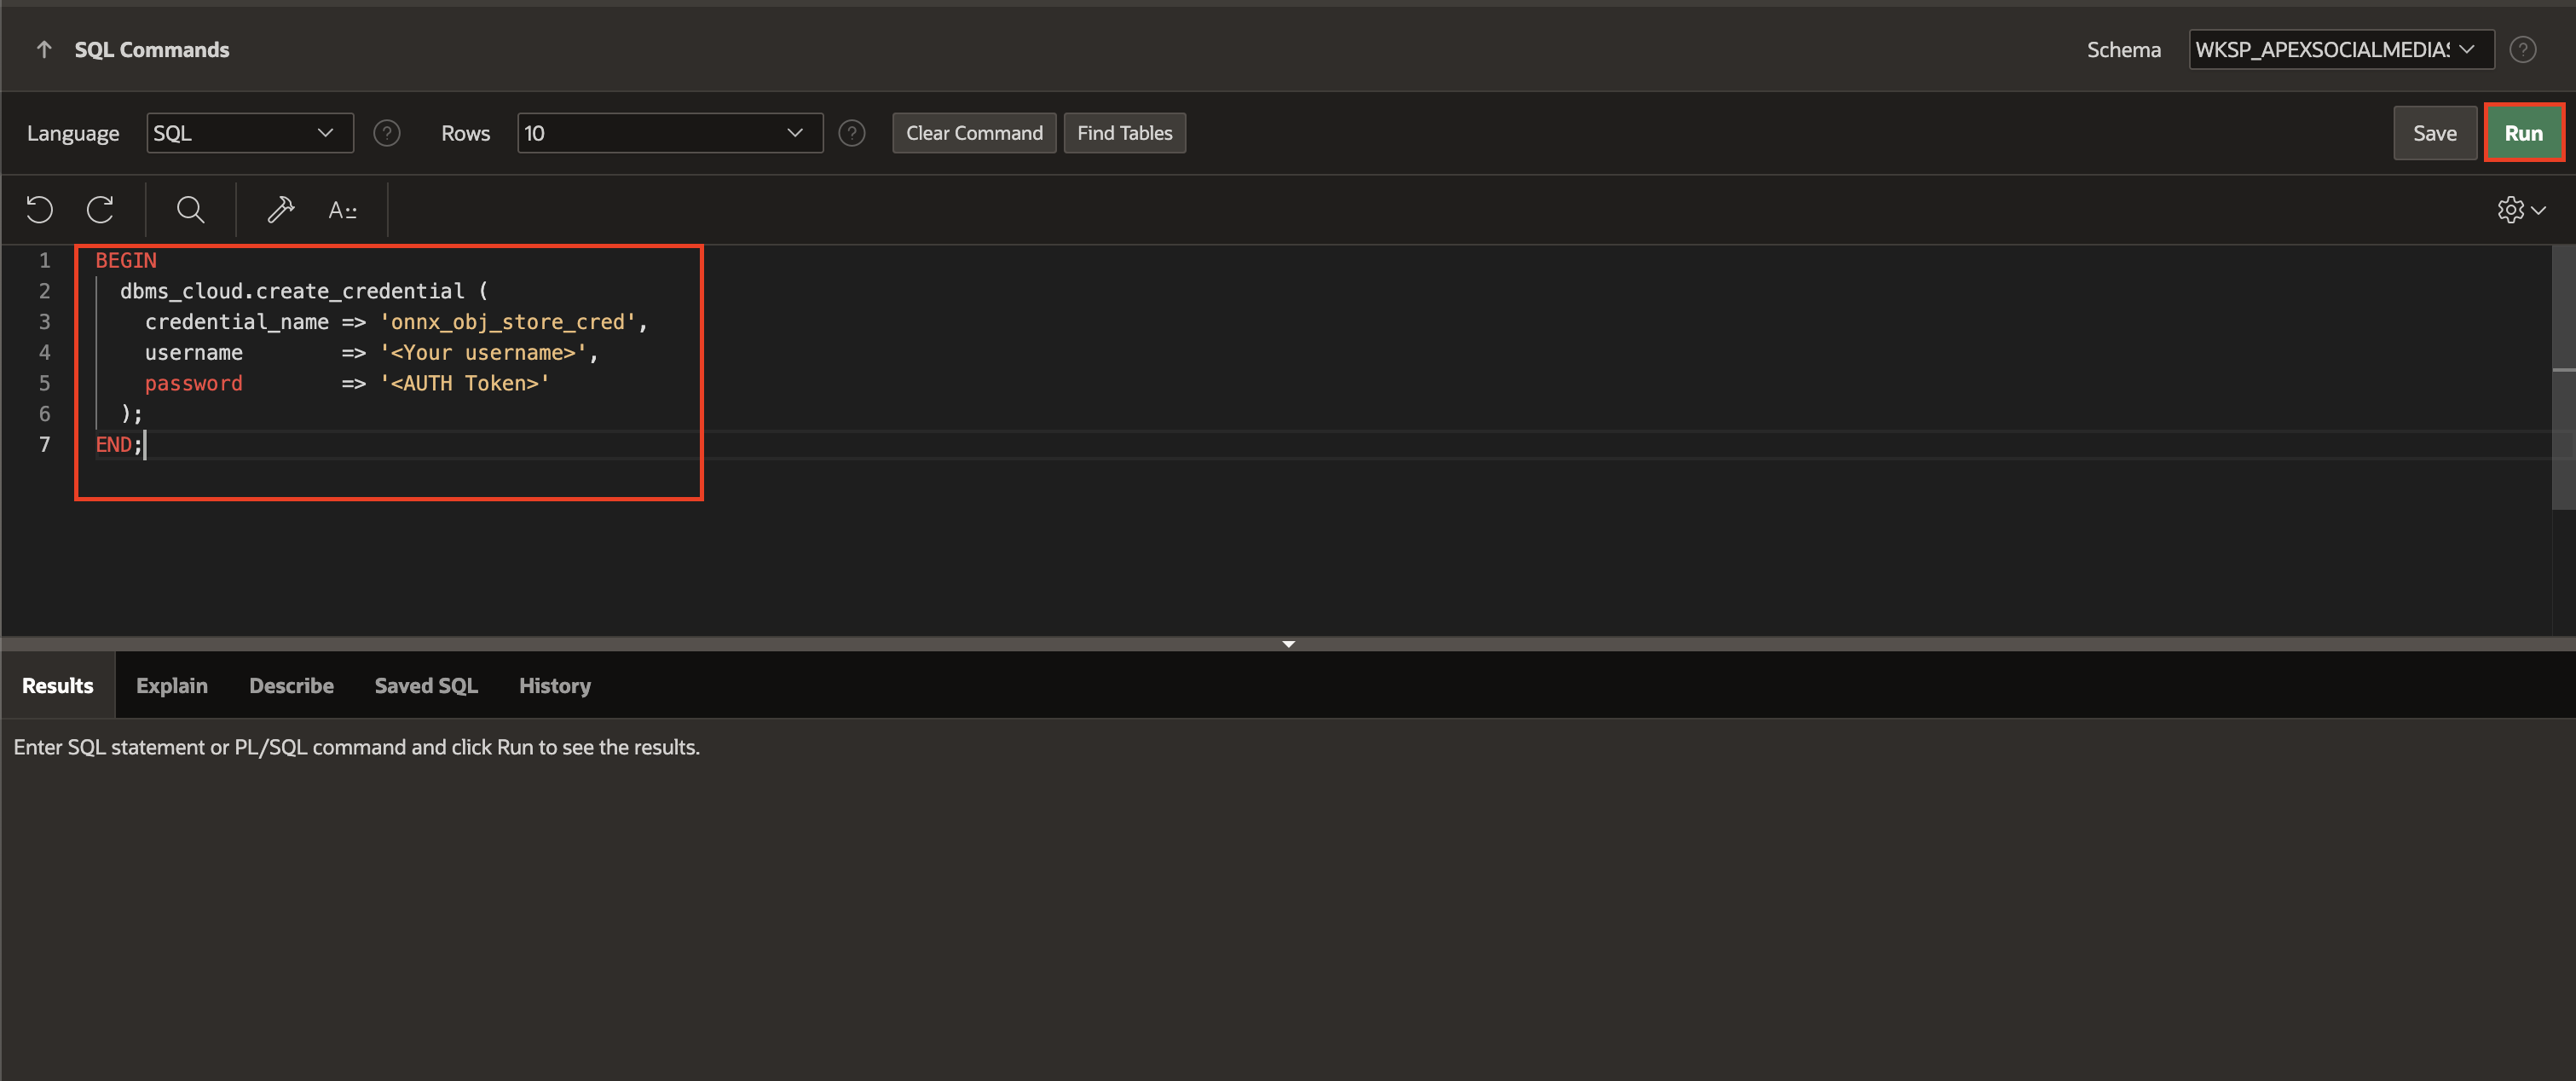 SQL Commands
Schema WKSP_APEXSOCIALMEDIA
Language SQL Rows 10 Clear Command Find Tables Save Run
1 BEGIN
2 dbms_cloud.create_credential (
3 credential_name => 'onnx_obj_store_cred',
4 username => '<Your username>',
5 password => '<AUTH Token>'
6 );
7 END;
Results Explain Describe Saved SQL History
Enter SQL statement or PL/SQL command and click Run to see the results.